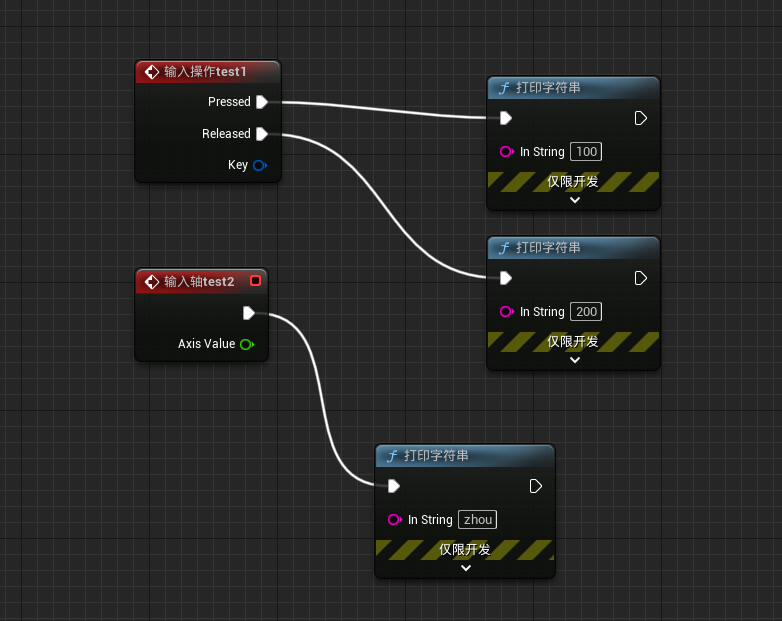 输入操作test1
Pressed
Released
Key
打印字符串
In String 100
仅限开发
打印字符串
In String 200
仅限开发
输入轴test2
Axis Value
打印字符串
In String zhou
仅限开发